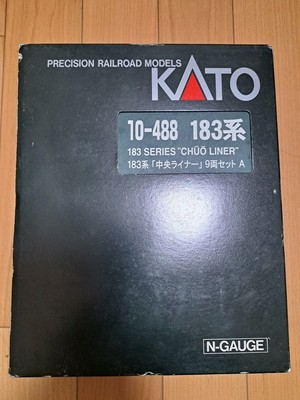 PRECISION RAILROAD MODELS
KATO
10-488 183系
183 SERIES "CHŪŌ LINER"
183系「中央ライナー」9両セット A
N-GAUGE